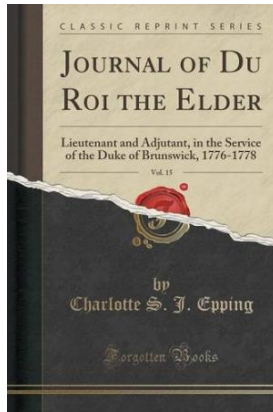 CLASSIC REPRINT SERIES
JOURNAL OF DU
ROI THE ELDER
Lieutenant and Adjutant, in the Service
of the Duke of Brunswick, 1776-1778
Vol. 15
by
Charlotte S. J. Epping
Forgotten Books